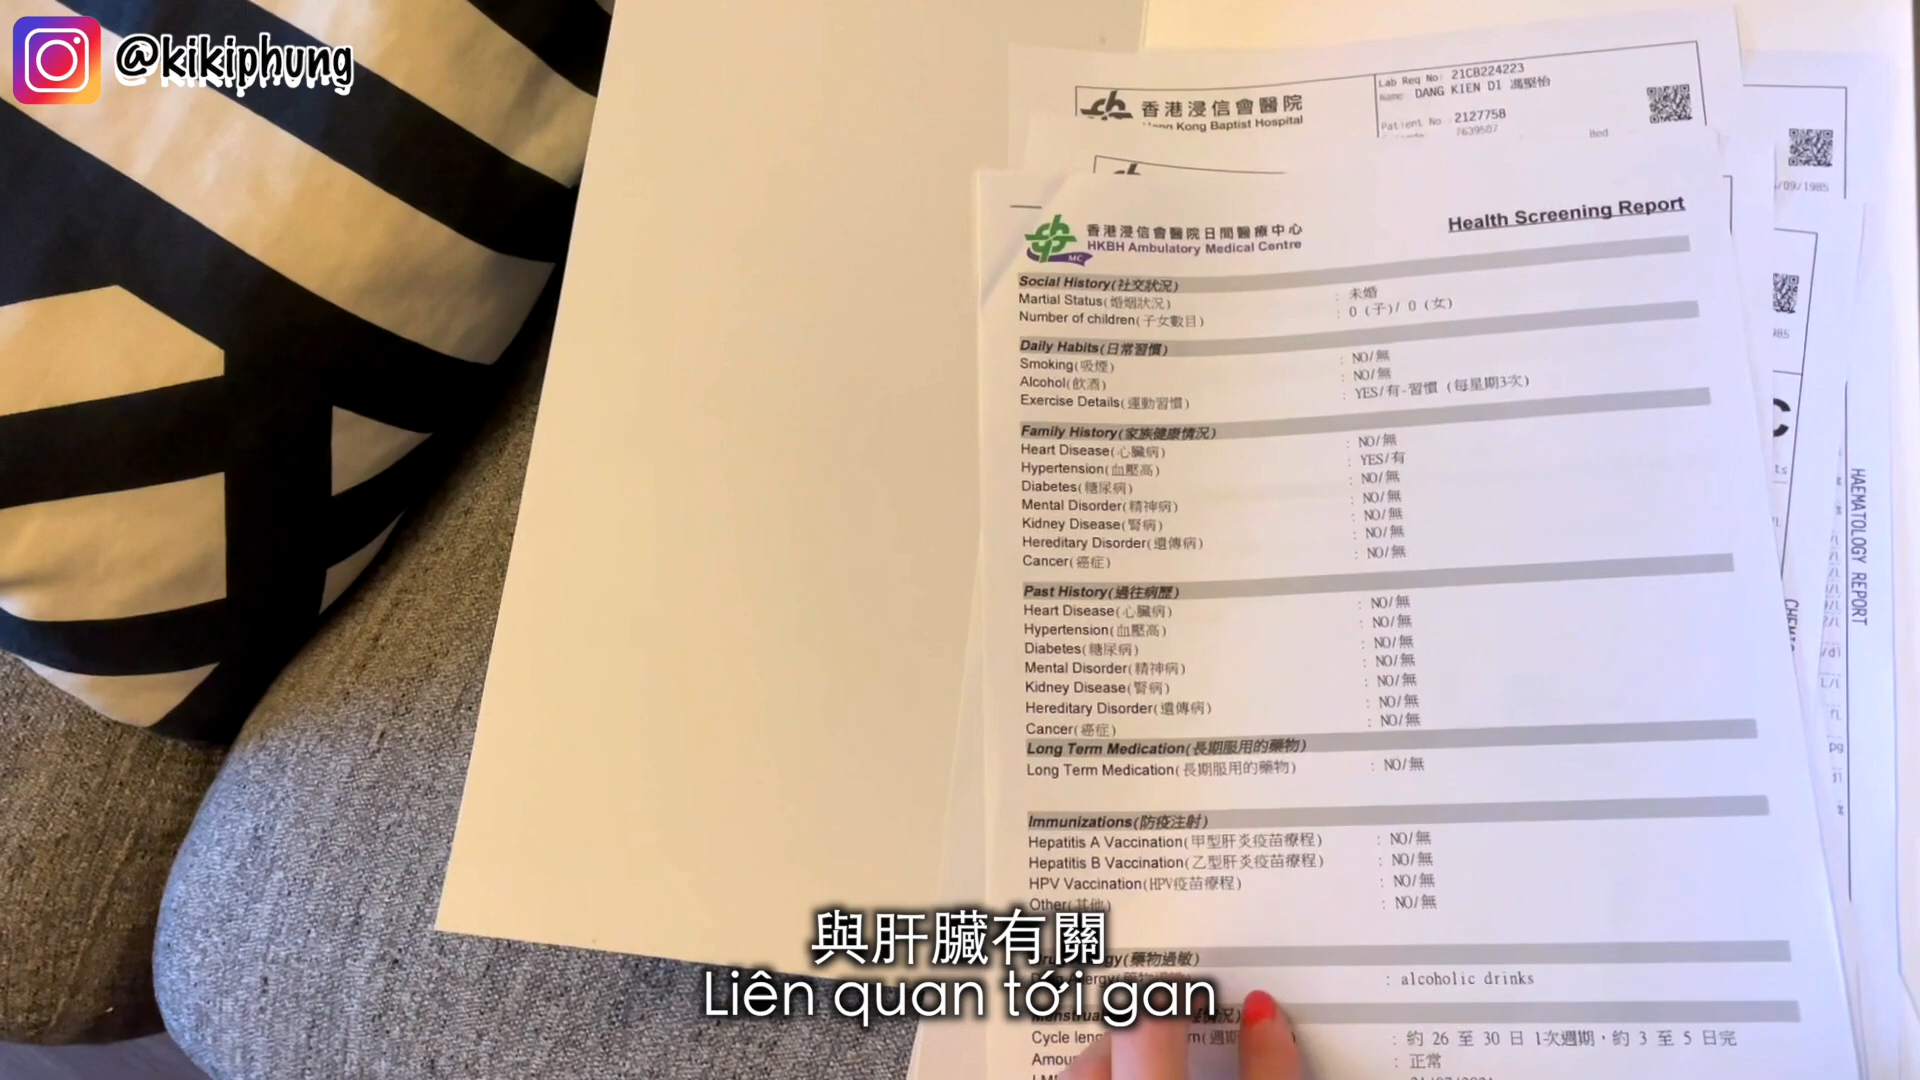 @kikiphung
Lab Req No: 21CB224223
Name DANG KIEN DI 馮堅怡
香港浸信會醫院
Kong Baptist Hospital
Patient No 2127758
7639507
Bed
/09/1985
985
Health Screening Report
香港浸信會醫院日間醫療中心
HKBH Ambulatory Medical Centre
MC
Social History(社交狀況)
Martial Status(婚姻狀況) : 未婚
Number of children(子女數目) : 0 (子)/ 0 (女)
Daily Habits(日常習慣)
Smoking(吸煙) : NO/無
Alcohol(飲酒) : NO/無
Exercise Details(運動習慣) : YES/有-習慣 (每星期3次)
Family History(家族健康情況)
Heart Disease(心臟病) : NO/無
Hypertension(血壓高) : YES/有
Diabetes(糖尿病) : NO/無
Mental Disorder(精神病) : NO/無
Kidney Disease(腎病) : NO/無
Hereditary Disorder(遺傳病) : NO/無
Cancer(癌症) : NO/無
Past History(過往病歷)
Heart Disease(心臟病) : NO/無
Hypertension(血壓高) : NO/無
Diabetes(糖尿病) : NO/無
Mental Disorder(精神病) : NO/無
Kidney Disease(腎病) : NO/無
Hereditary Disorder(遺傳病) : NO/無
Cancer(癌症) : NO/無
Long Term Medication(長期服用的藥物)
Long Term Medication(長期服用的藥物) : NO/無
Immunizations(防疫注射)
Hepatitis A Vaccination(甲型肝炎疫苗療程) : NO/無
Hepatitis B Vaccination(乙型肝炎疫苗療程) : NO/無
HPV Vaccination(HPV疫苗療程) : NO/無
Other(其他) : NO/無
(藥物過敏)
: alcoholic drinks
Cycle : 約 26 至 30 日 1次週期，約 3 至 5 日完
: 正常
HAEMATOLOGY REPORT
與肝臟有關
Liên quan tới gan